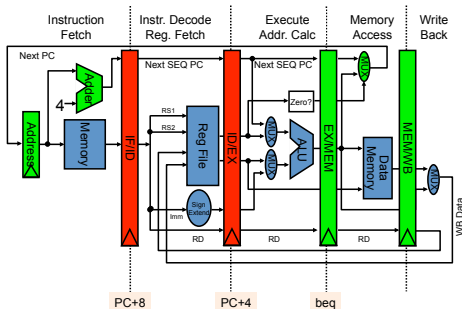 Instruction
Fetch
Instr. Decode
Reg. Fetch
Execute
Addr. Calc
Memory
Access
Write
Back
Next PC
Next SEQ PC
Next SEQ PC
MUX
Adder
4
Zero?
RS1
RS2
Address
Memory
IF/ID
Reg File
ID/EX
MUX
MUX
ALU
EX/MEM
Data
Memory
MEM/WB
MUX
Sign
Extend
Imm
RD
RD
RD
WB Data
PC+8
PC+4
beq